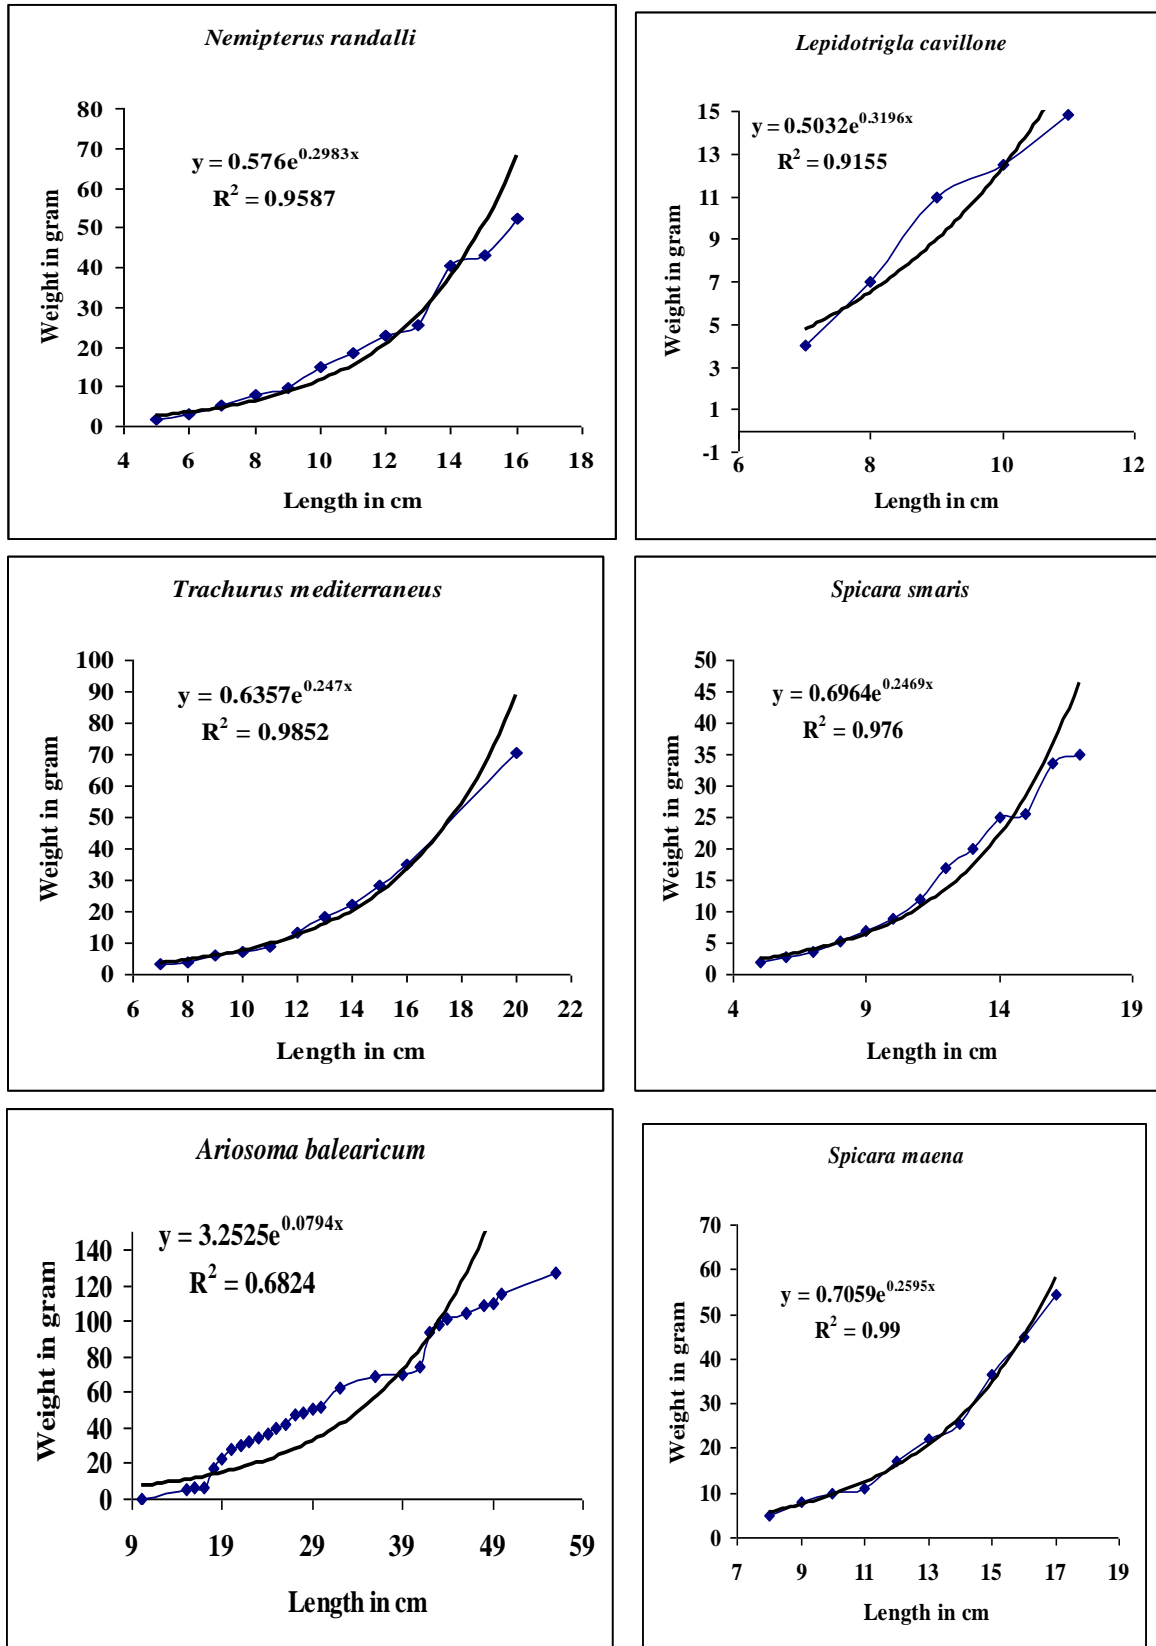 Nemipterus randalli
80
70
60
50
40
30
20
10
0
y = 0.576e^0.2983x
R² = 0.9587
4 6 8 10 12 14 16 18
Length in cm
Weight in gram
Lepidotrigla cavillone
15
13
11
9
7
5
3
1
-1
y = 0.5032e^0.3196x
R² = 0.9155
6 8 10 12
Length in cm
Weight in gram
Trachurus mediterraneus
100
90
80
70
60
50
40
30
20
10
0
y = 0.6357e^0.247x
R² = 0.9852
6 8 10 12 14 16 18 20 22
Length in cm
Weight in gram
Spicara smaris
50
45
40
35
30
25
20
15
10
5
0
y = 0.6964e^0.2469x
R² = 0.976
4 9 14 19
Length in cm
Weight in gram
Ariosoma balearicum
140
120
100
80
60
40
20
0
y = 3.2525e^0.0794x
R² = 0.6824
9 19 29 39 49 59
Length in cm
Weight in gram
Spicara maena
70
60
50
40
30
20
10
0
y = 0.7059e^0.2595x
R² = 0.99
7 9 11 13 15 17 19
Length in cm
Weight in gram